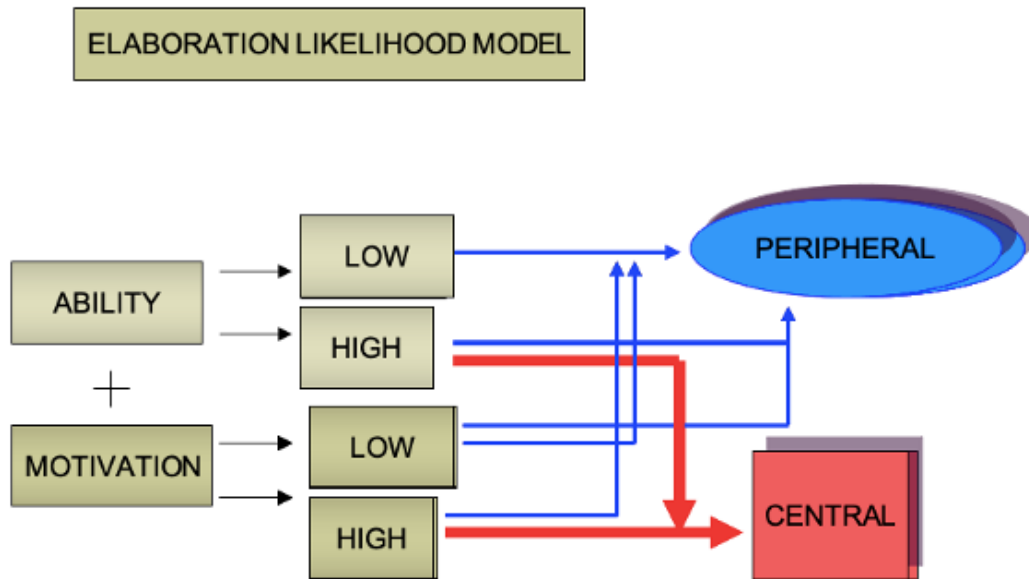 ELABORATION LIKELIHOOD MODEL
ABILITY
+
MOTIVATION
LOW
HIGH
LOW
HIGH
PERIPHERAL
CENTRAL